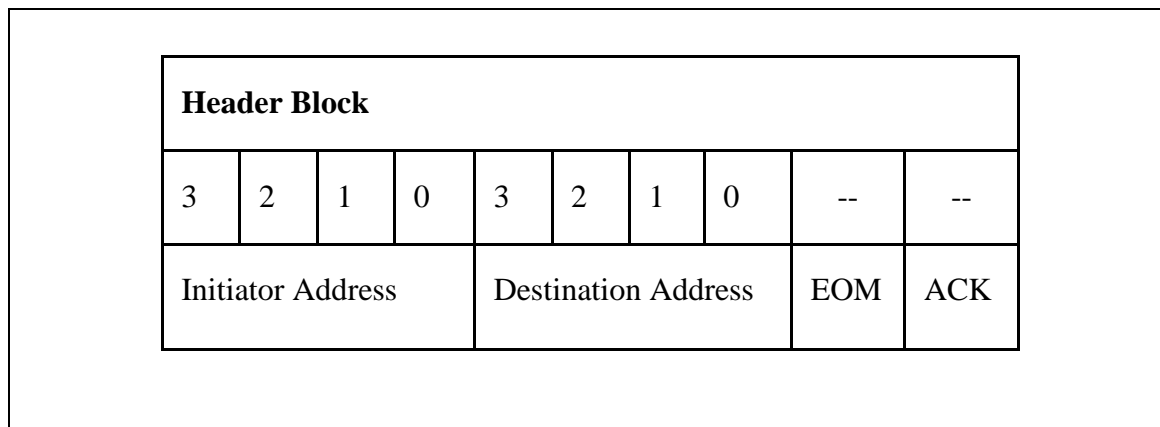 Header Block
3 2 1 0 3 2 1 0 -- --
Initiator Address Destination Address EOM ACK